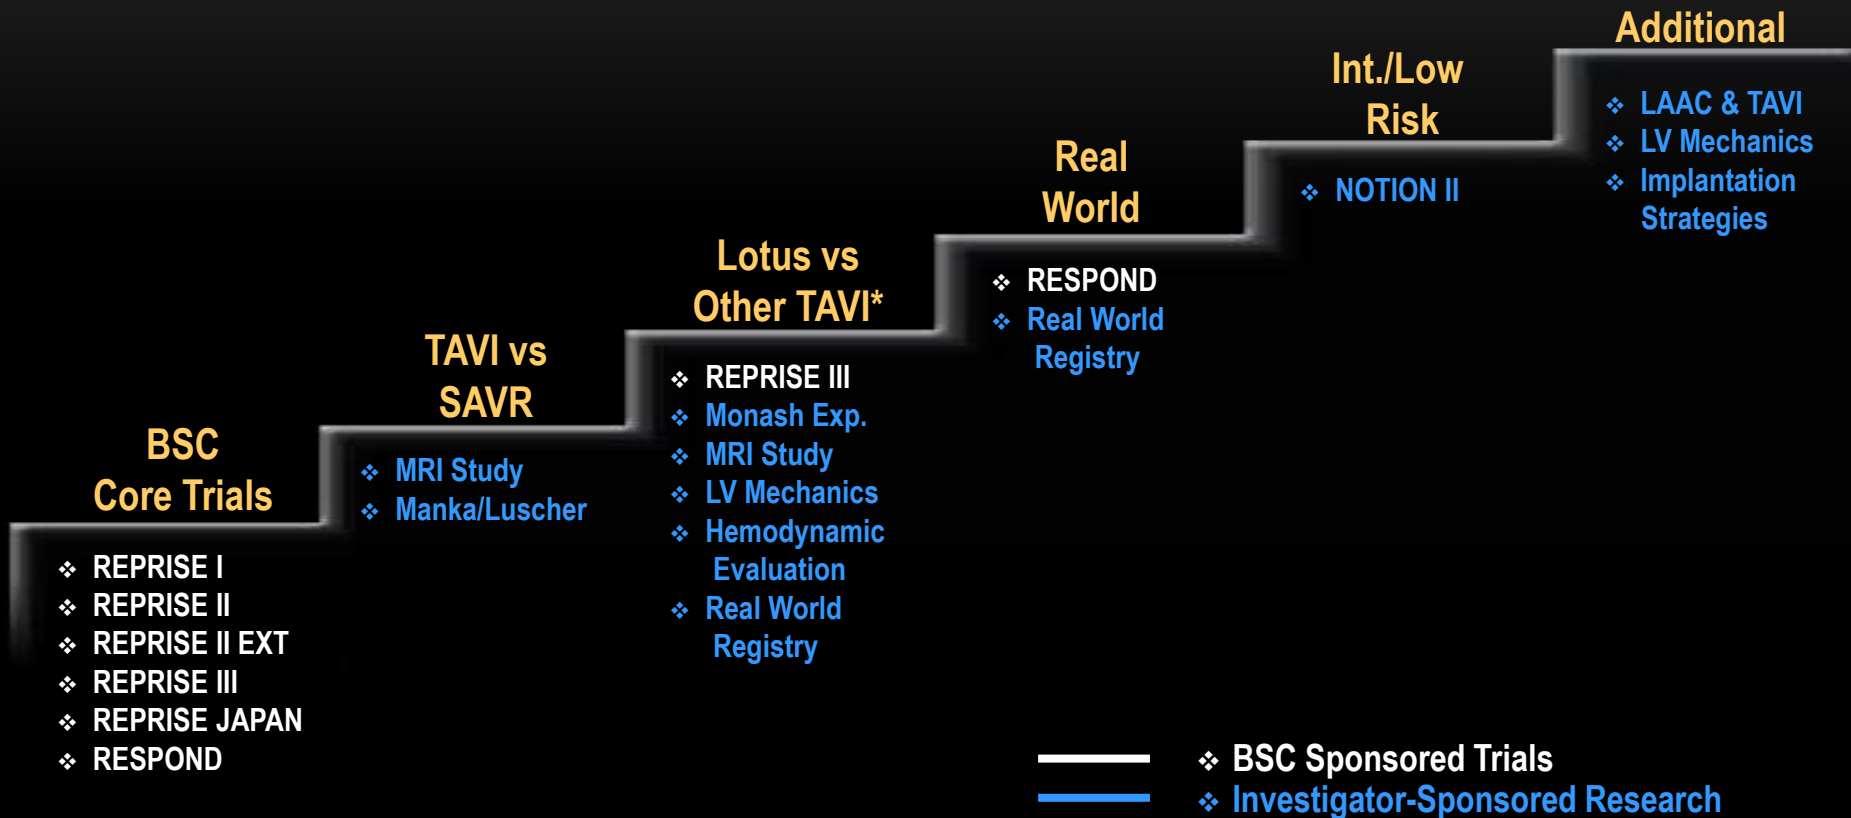 BSC
Core Trials
❖ REPRISE I
❖ REPRISE II
❖ REPRISE II EXT
❖ REPRISE III
❖ REPRISE JAPAN
❖ RESPOND
TAVI vs
SAVR
❖ MRI Study
❖ Manka/Luscher
Lotus vs
Other TAVI*
❖ REPRISE III
❖ Monash Exp.
❖ MRI Study
❖ LV Mechanics
❖ Hemodynamic
Evaluation
❖ Real World
Registry
Real
World
❖ RESPOND
❖ Real World
Registry
Int./Low
Risk
❖ NOTION II
Additional
❖ LAAC & TAVI
❖ LV Mechanics
❖ Implantation
Strategies
❖ BSC Sponsored Trials
❖ Investigator-Sponsored Research